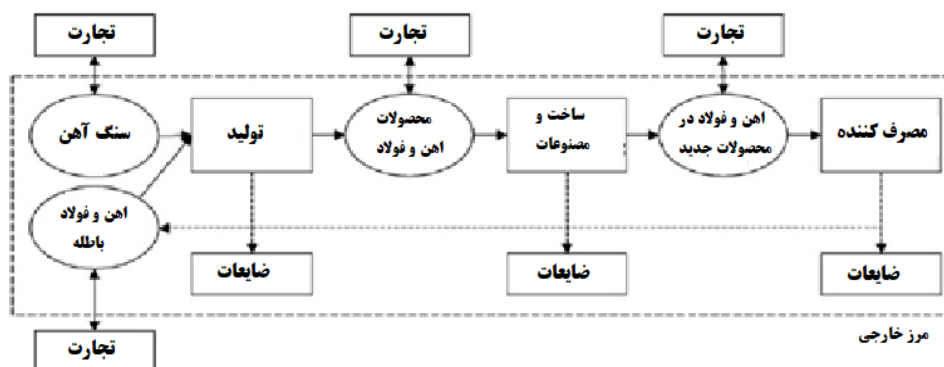 تجارت
تجارت
تجارت
سنگ آهن
تولید
محصولات
اهن و فولاد
ساخت و
مصنوعات
اهن و فولاد در
محصولات جدید
مصرف کننده
اهن و فولاد
باطله
ضایعات
ضایعات
ضایعات
مرز خارجی
تجارت